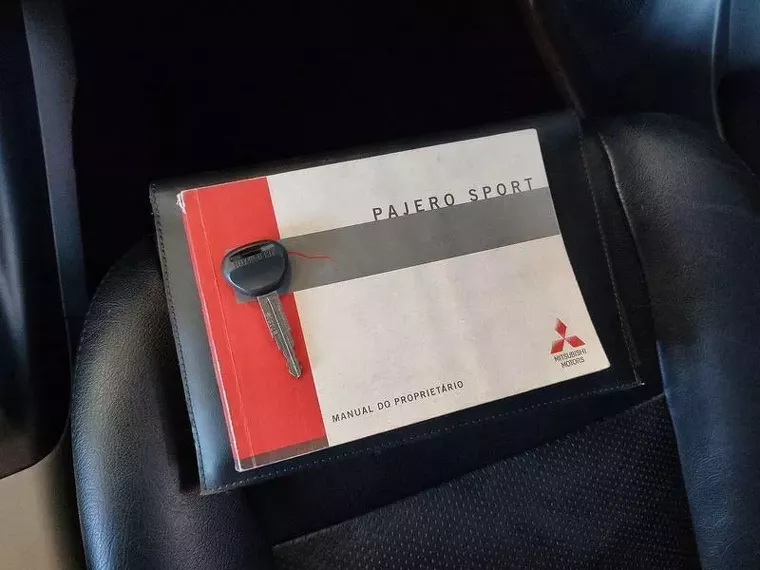 PAJERO SPORT
MANUAL DO PROPRIETÁRIO
MITSUBISHI
MOTORS